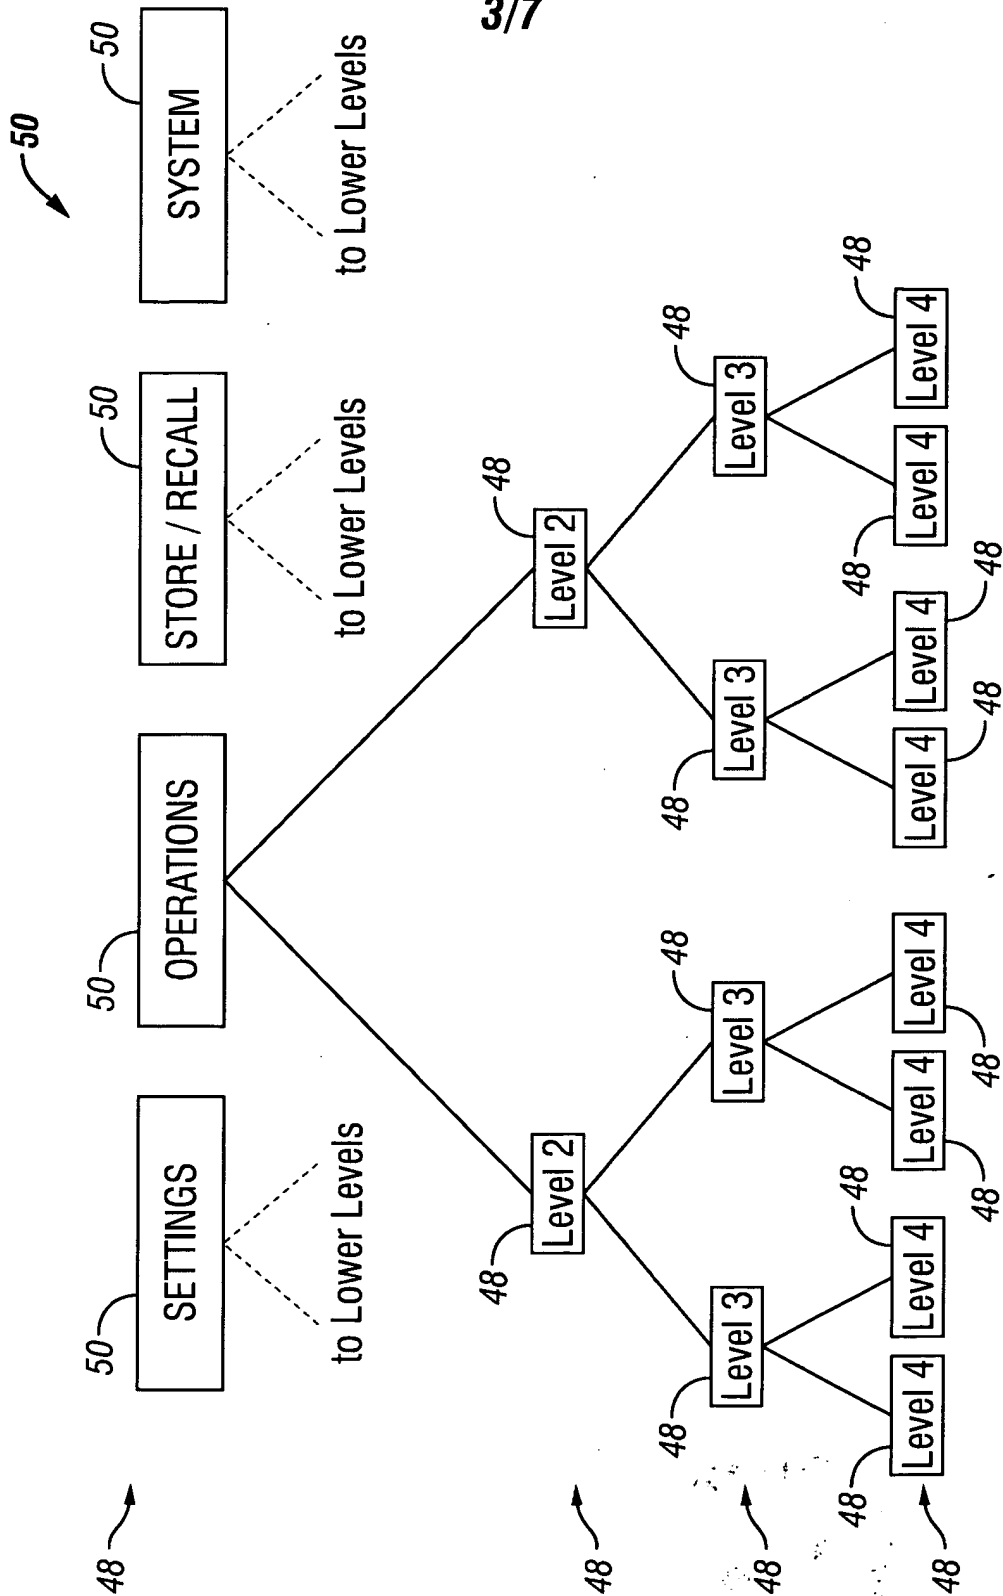 3/7
50
50 50 50 50
48 SETTINGS OPERATIONS STORE / RECALL SYSTEM
to Lower Levels to Lower Levels to Lower Levels
48 48
48 Level 2 Level 2
48 48 48 48
48 Level 3 Level 3 Level 3 Level 3
48 48 48
48 Level 4 Level 4 Level 4 Level 4 Level 4 Level 4 Level 4 Level 4
48 48 48 48 48